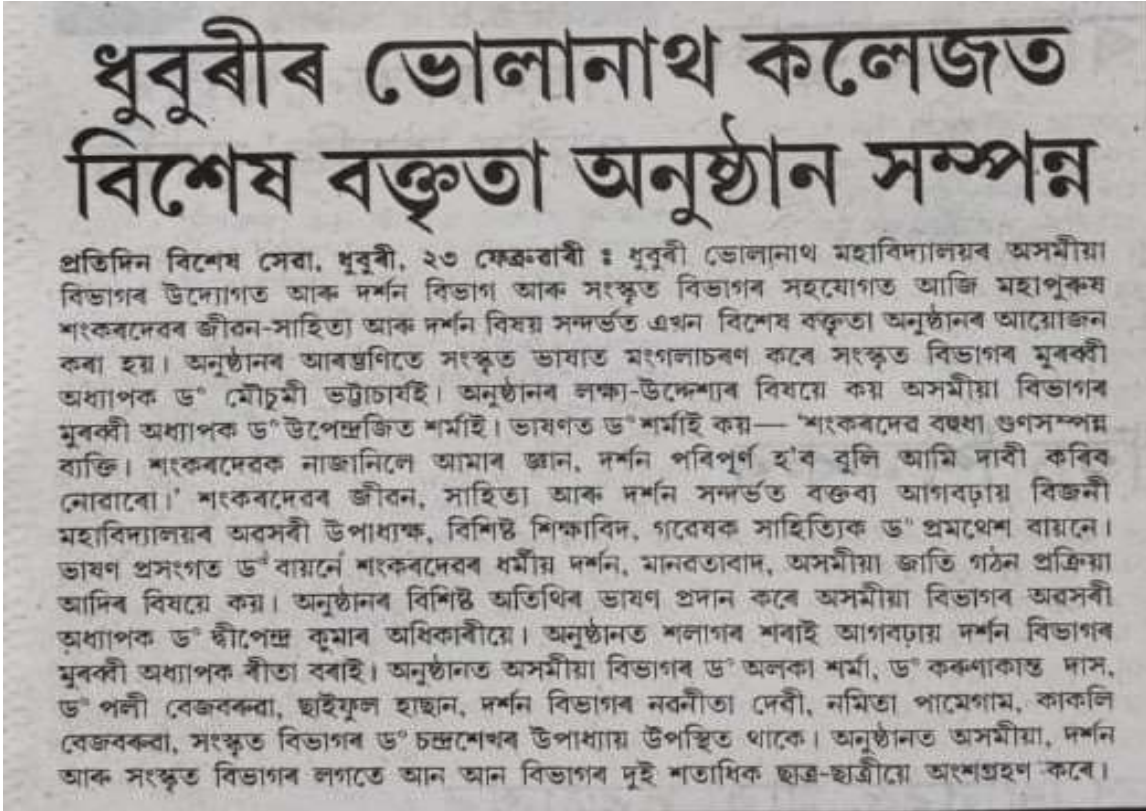 ধুবুৰীৰ ভোলানাথ কলেজত
বিশেষ বক্তৃতা অনুষ্ঠান সম্পন্ন
প্ৰতিদিন বিশেষ সেৱা, ধুবুৰী, ২৩ ফেব্ৰুৱাৰী ঃ ধুবুৰী ভোলানাথ মহাবিদ্যালয়ৰ অসমীয়া
বিভাগৰ উদ্যোগত আৰু দৰ্শন বিভাগ আৰু সংস্কৃত বিভাগৰ সহযোগত আজি মহাপুৰুষ
শংকৰদেৱৰ জীৱন-সাহিত্য আৰু দৰ্শন বিষয় সন্দৰ্ভত এখন বিশেষ বক্তৃতা অনুষ্ঠানৰ আয়োজন
কৰা হয়। অনুষ্ঠানৰ আৰম্ভণিতে সংস্কৃত ভাষাত মংগলাচৰণ কৰে সংস্কৃত বিভাগৰ মুৰব্বী
অধ্যাপক ড° মৌচুমী ভট্টাচাৰ্যই। অনুষ্ঠানৰ লক্ষ্য-উদ্দেশ্যৰ বিষয়ে কয় অসমীয়া বিভাগৰ
মুৰব্বী অধ্যাপক ড° উপেন্দ্ৰজিত শৰ্মাই। ভাষণত ড° শৰ্মাই কয়— 'শংকৰদেৱ বহুধা গুণসম্পন্ন
ব্যক্তি। শংকৰদেৱক নাজানিলে আমাৰ জ্ঞান, দৰ্শন পৰিপূৰ্ণ হ'ব বুলি আমি দাবী কৰিব
নোৱাৰো।' শংকৰদেৱৰ জীৱন, সাহিত্য আৰু দৰ্শন সন্দৰ্ভত বক্তব্য আগবঢ়ায় বিজনী
মহাবিদ্যালয়ৰ অৱসৰী উপাধ্যক্ষ, বিশিষ্ট শিক্ষাবিদ, গৱেষক সাহিত্যিক ড° প্ৰমথেশ বায়নে।
ভাষণ প্ৰসংগত ড° বায়নে শংকৰদেৱৰ ধৰ্মীয় দৰ্শন, মানৱতাবাদ, অসমীয়া জাতি গঠন প্ৰক্ৰিয়া
আদিৰ বিষয়ে কয়। অনুষ্ঠানৰ বিশিষ্ট অতিথিৰ ভাষণ প্ৰদান কৰে অসমীয়া বিভাগৰ অৱসৰী
অধ্যাপক ড° দ্বীপেন্দ্ৰ কুমাৰ অধিকাৰীয়ে। অনুষ্ঠানত শলাগৰ শৰাই আগবঢ়ায় দৰ্শন বিভাগৰ
মুৰব্বী অধ্যাপক ৰীতা বৰাই। অনুষ্ঠানত অসমীয়া বিভাগৰ ড° অলকা শৰ্মা, ড° কৰুণাকান্ত দাস,
ড° পলী বেজবৰুৱা, ছাইফুল হাছান, দৰ্শন বিভাগৰ নৱনীতা দেৱী, নমিতা পামেগাম, কাকলি
বেজবৰুৱা, সংস্কৃত বিভাগৰ ড° চন্দ্ৰশেখৰ উপাধ্যায় উপস্থিত থাকে। অনুষ্ঠানত অসমীয়া, দৰ্শন
আৰু সংস্কৃত বিভাগৰ লগতে আন আন বিভাগৰ দুই শতাধিক ছাত্ৰ-ছাত্ৰীয়ে অংশগ্ৰহণ কৰে।